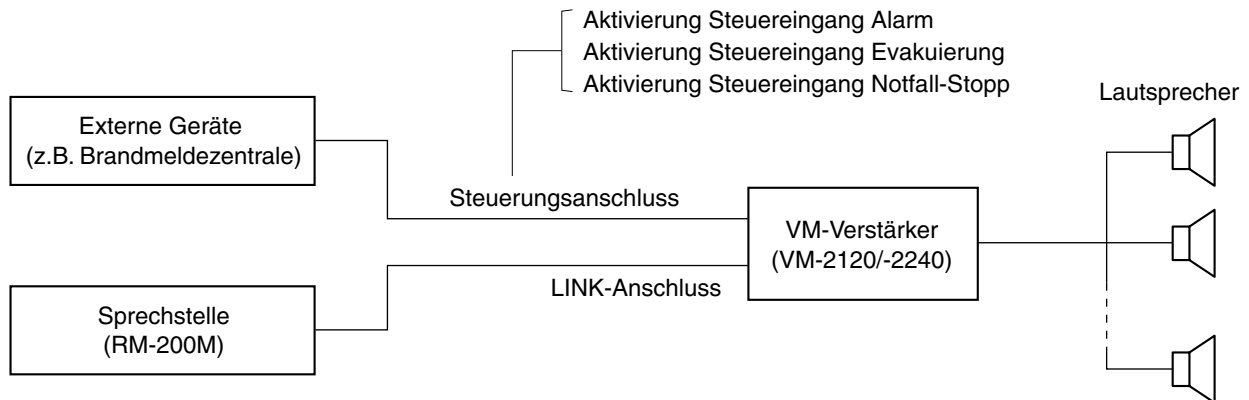 Aktivierung Steuereingang Alarm
Aktivierung Steuereingang Evakuierung
Aktivierung Steuereingang Notfall-Stopp
Lautsprecher
Externe Geräte
(z.B. Brandmeldezentrale)
Steuerungsanschluss
VM-Verstärker
(VM-2120/-2240)
LINK-Anschluss
Sprechstelle
(RM-200M)